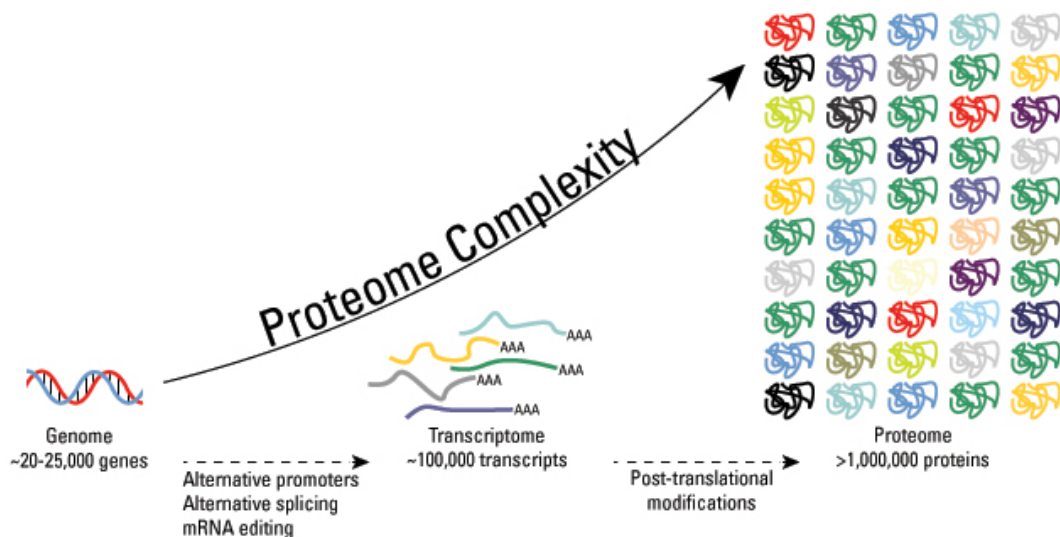 Proteome Complexity
AAA
AAA
AAA
AAA
AAA
Genome
~20-25,000 genes
Alternative promoters
Alternative splicing
mRNA editing
Transcriptome
~100,000 transcripts
Post-translational
modifications
Proteome
>1,000,000 proteins